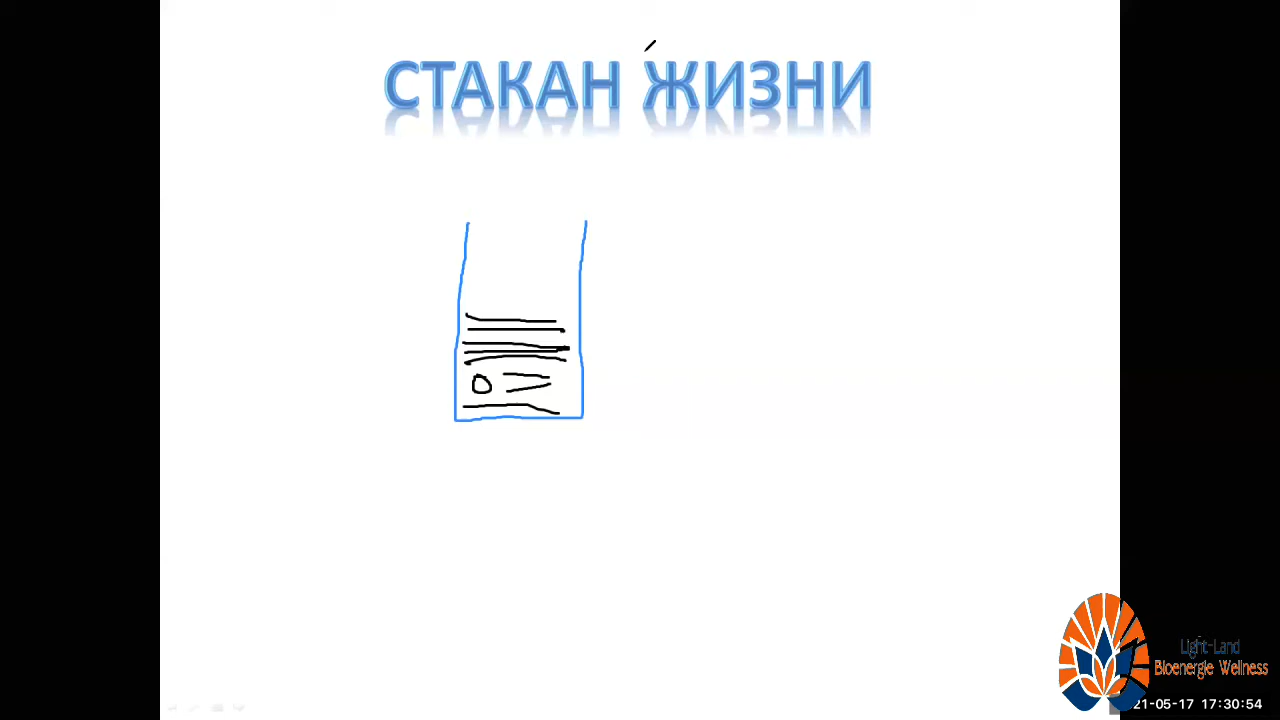 СТАКАН ЖИЗНИ
Light-Land
Bioenergie Wellness
21-05-17 17:30:54